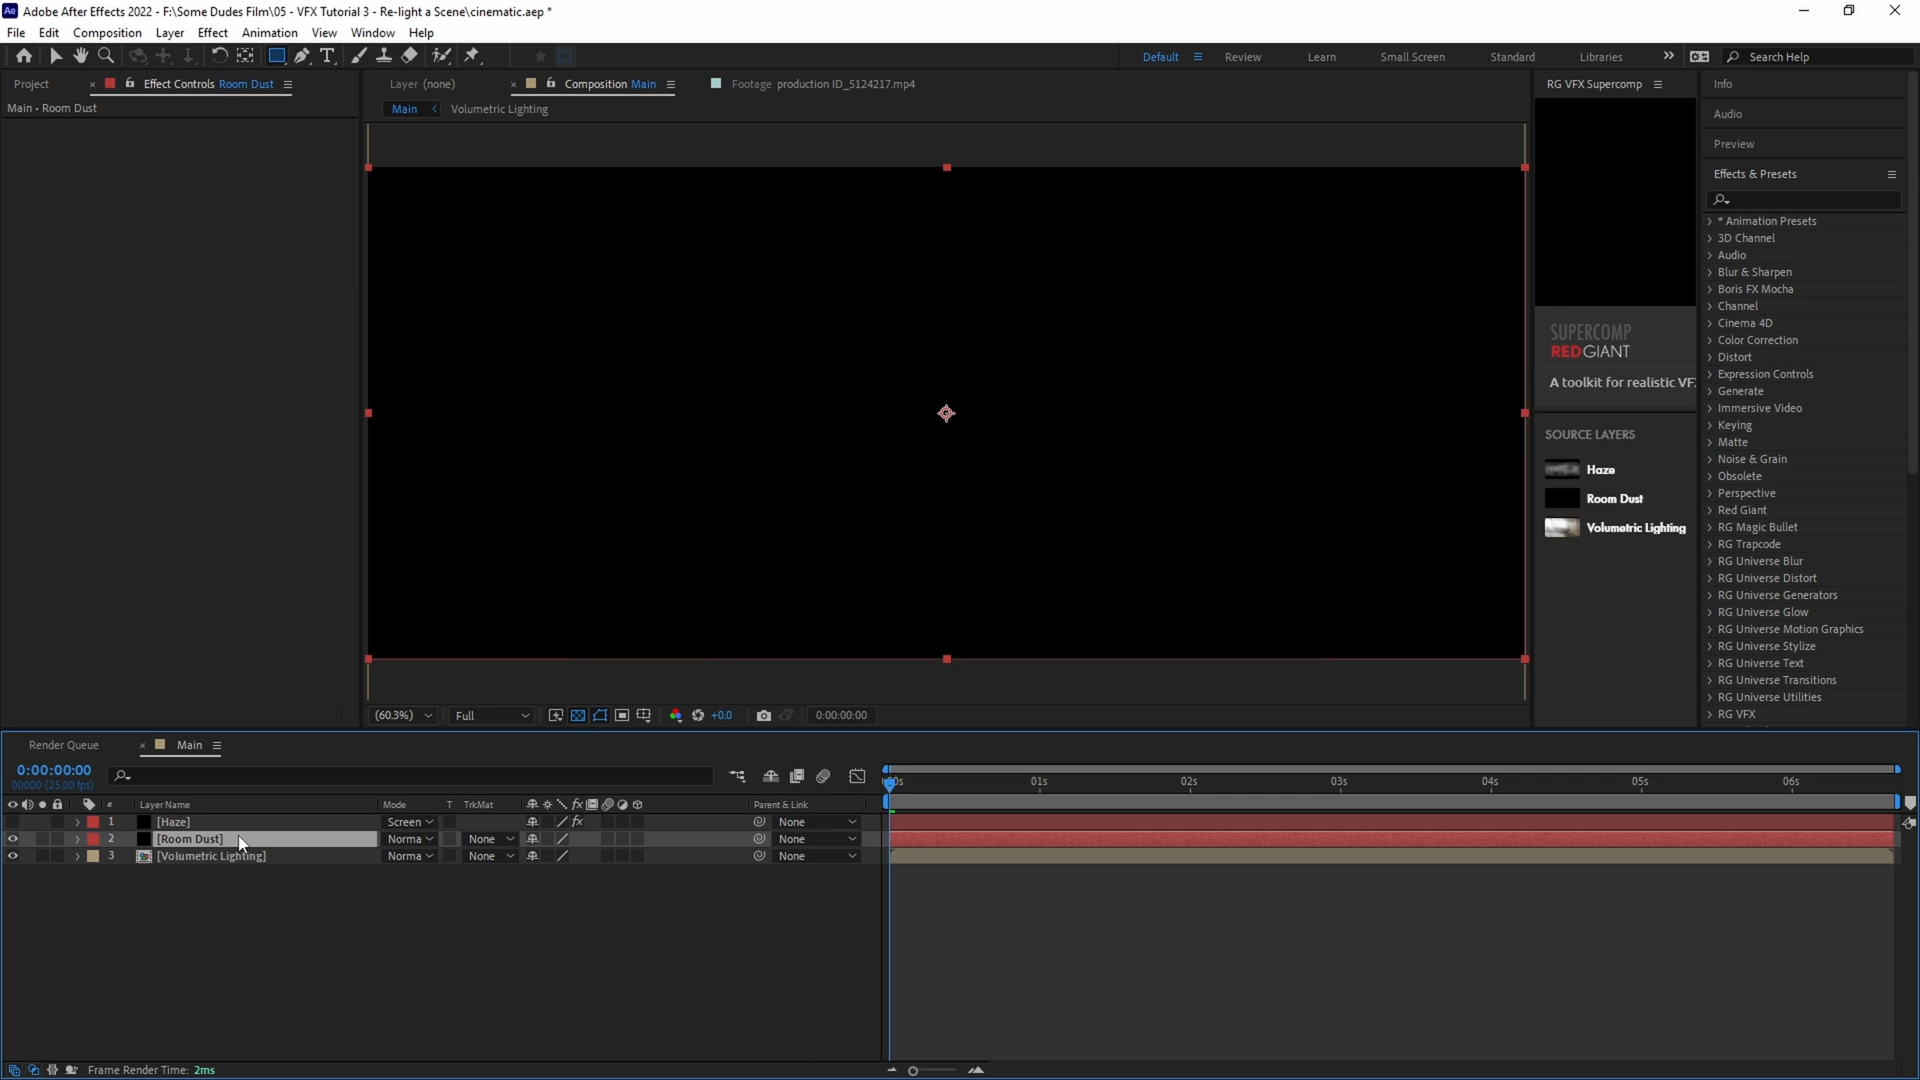 Adobe After Effects 2022 - F:\Some Dudes Film\05 - VFX Tutorial 3 - Re-light a Scene\cinematic.aep *
File Edit Composition Layer Effect Animation View Window Help
Default Review Learn Small Screen Standard Libraries Search Help
Project Effect Controls Room Dust
Main • Room Dust
Layer (none) Composition Main Footage production ID_5124217.mp4
Main Volumetric Lighting
(60.3%) Full +0.0 0:00:00:00
RG VFX Supercomp
SUPERCOMP
REDGIANT
A toolkit for realistic VF
SOURCE LAYERS
Haze
Room Dust
Volumetric Lighting
Info
Audio
Preview
Effects & Presets
* Animation Presets
3D Channel
Audio
Blur & Sharpen
Boris FX Mocha
Channel
Cinema 4D
Color Correction
Distort
Expression Controls
Generate
Immersive Video
Keying
Matte
Noise & Grain
Obsolete
Perspective
Red Giant
RG Magic Bullet
RG Trapcode
RG Universe Blur
RG Universe Distort
RG Universe Generators
RG Universe Glow
RG Universe Motion Graphics
RG Universe Stylize
RG Universe Text
RG Universe Transitions
RG Universe Utilities
RG VFX
Render Queue Main
0:00:00:00
00000 (25.00 fps)
# Layer Name Mode T TrkMat Parent & Link
1 [Haze] Screen None
2 [Room Dust] Norma None None
3 [Volumetric Lighting] Norma None None
00s 01s 02s 03s 04s 05s 06s
Frame Render Time: 2ms